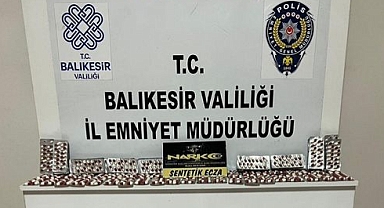 T.C.
BALIKESİR
VALİLİĞİ
POLİS
T.C.
BALIKESİR VALİLİĞİ
İL EMNİYET MÜDÜRLÜĞÜ
NARKO
SENTETİK ECZA